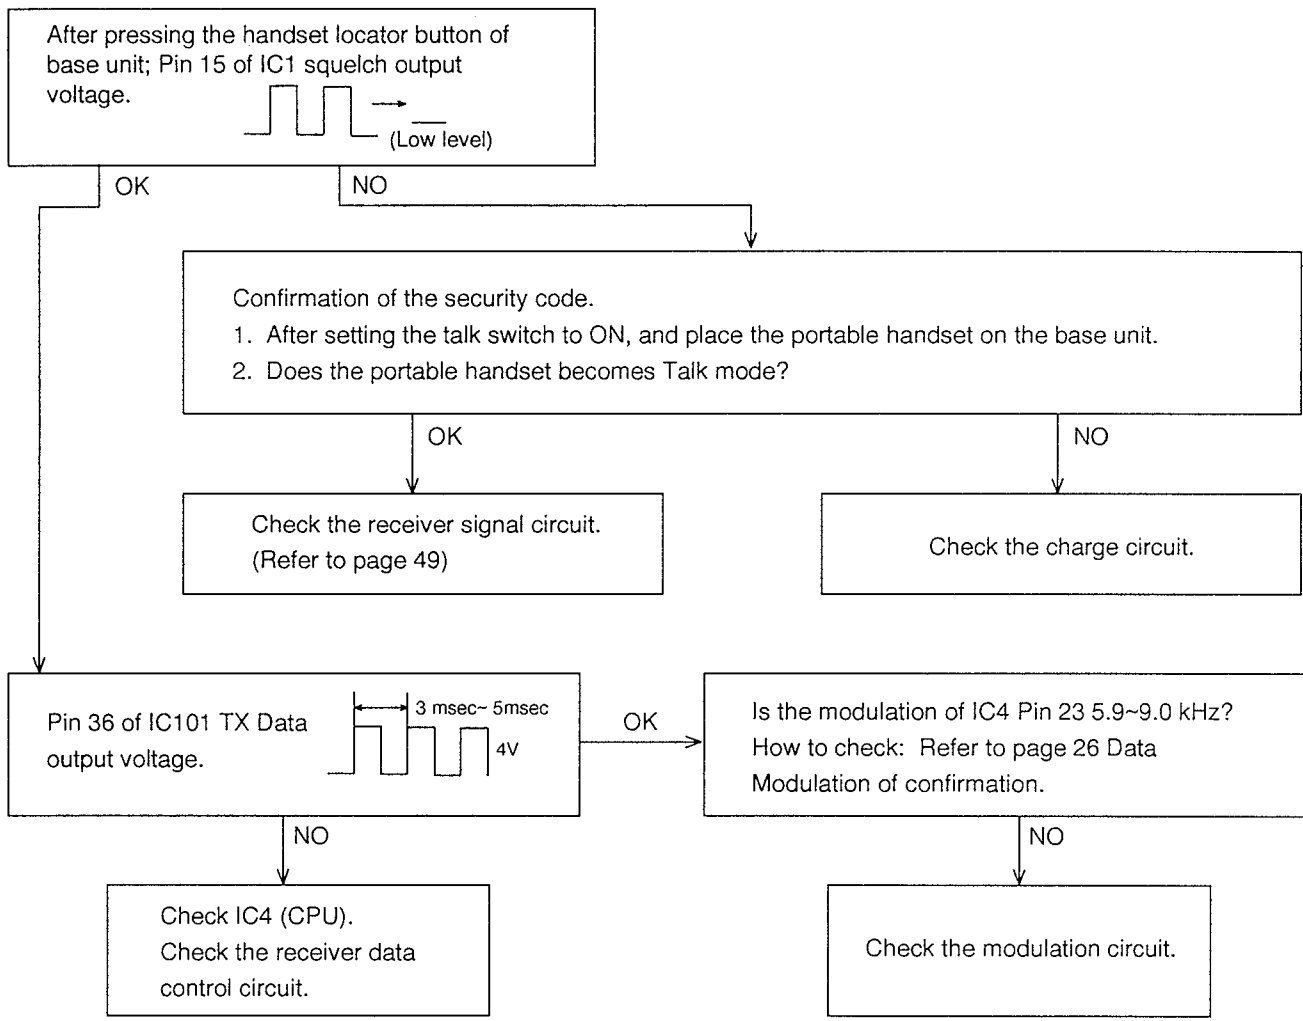 After pressing the handset locator button of
base unit; Pin 15 of IC1 squelch output
voltage.
(Low level)
OK
NO
Confirmation of the security code.
1. After setting the talk switch to ON, and place the portable handset on the base unit.
2. Does the portable handset becomes Talk mode?
OK
NO
Check the receiver signal circuit.
(Refer to page 49)
Check the charge circuit.
Pin 36 of IC101 TX Data
output voltage.
3 msec~ 5msec
4V
OK
Is the modulation of IC4 Pin 23 5.9~9.0 kHz?
How to check: Refer to page 26 Data
Modulation of confirmation.
NO
NO
Check IC4 (CPU).
Check the receiver data
control circuit.
Check the modulation circuit.